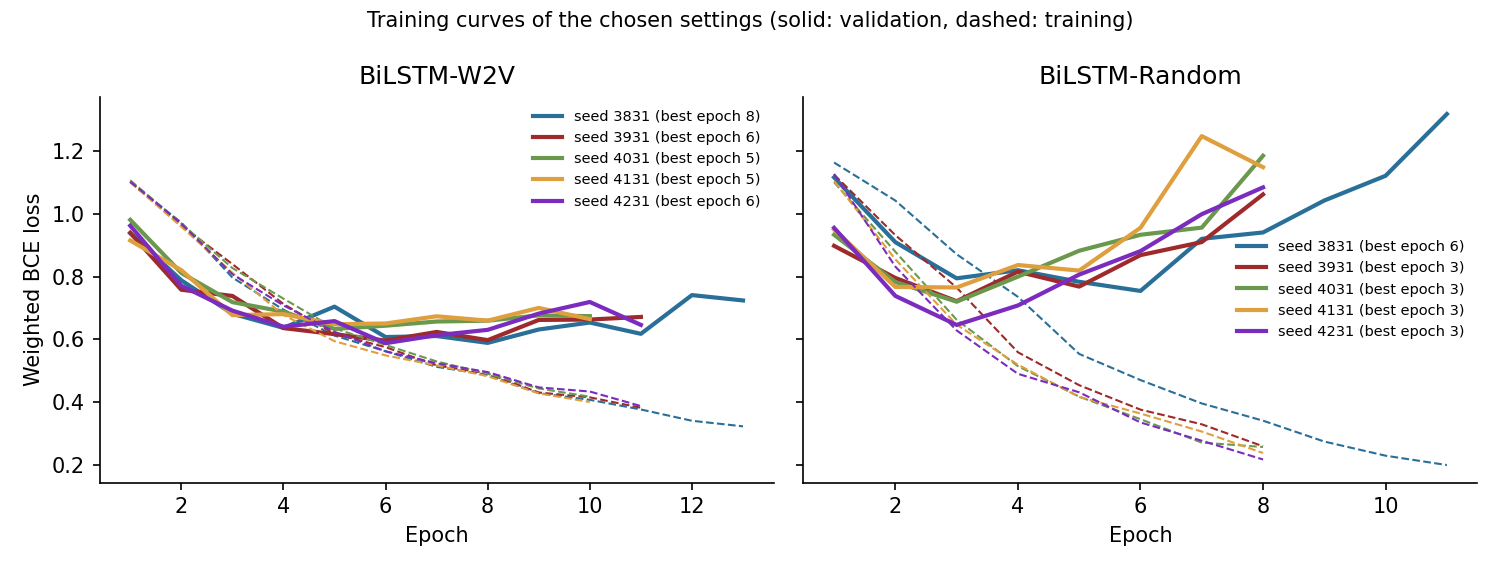 Training curves of the chosen settings (solid: validation, dashed: training)
BiLSTM-W2V
seed 3831 (best epoch 8)
seed 3931 (best epoch 6)
seed 4031 (best epoch 5)
seed 4131 (best epoch 5)
seed 4231 (best epoch 6)
1.2
1.0
0.8
0.6
0.4
0.2
Weighted BCE loss
2 4 6 8 10 12
Epoch
BiLSTM-Random
seed 3831 (best epoch 6)
seed 3931 (best epoch 3)
seed 4031 (best epoch 3)
seed 4131 (best epoch 3)
seed 4231 (best epoch 3)
2 4 6 8 10
Epoch